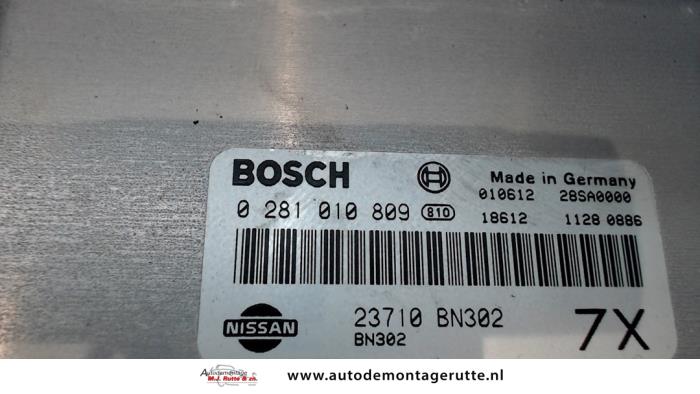 BOSCH
Made in Germany
010612 28SA0000
0 281 010 809 810
18612 1128 0886
NISSAN
23710 BN302
BN302
7X
Autodemontage
M.J. Rutte & zn.
www.autodemontagerutte.nl